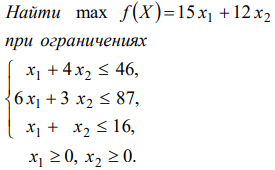 Найти max f(X)=15x₁+12x₂
при ограничениях
x₁+4x₂≤46,
6x₁+3x₂≤87,
x₁+x₂≤16,
x₁≥0, x₂≥0.